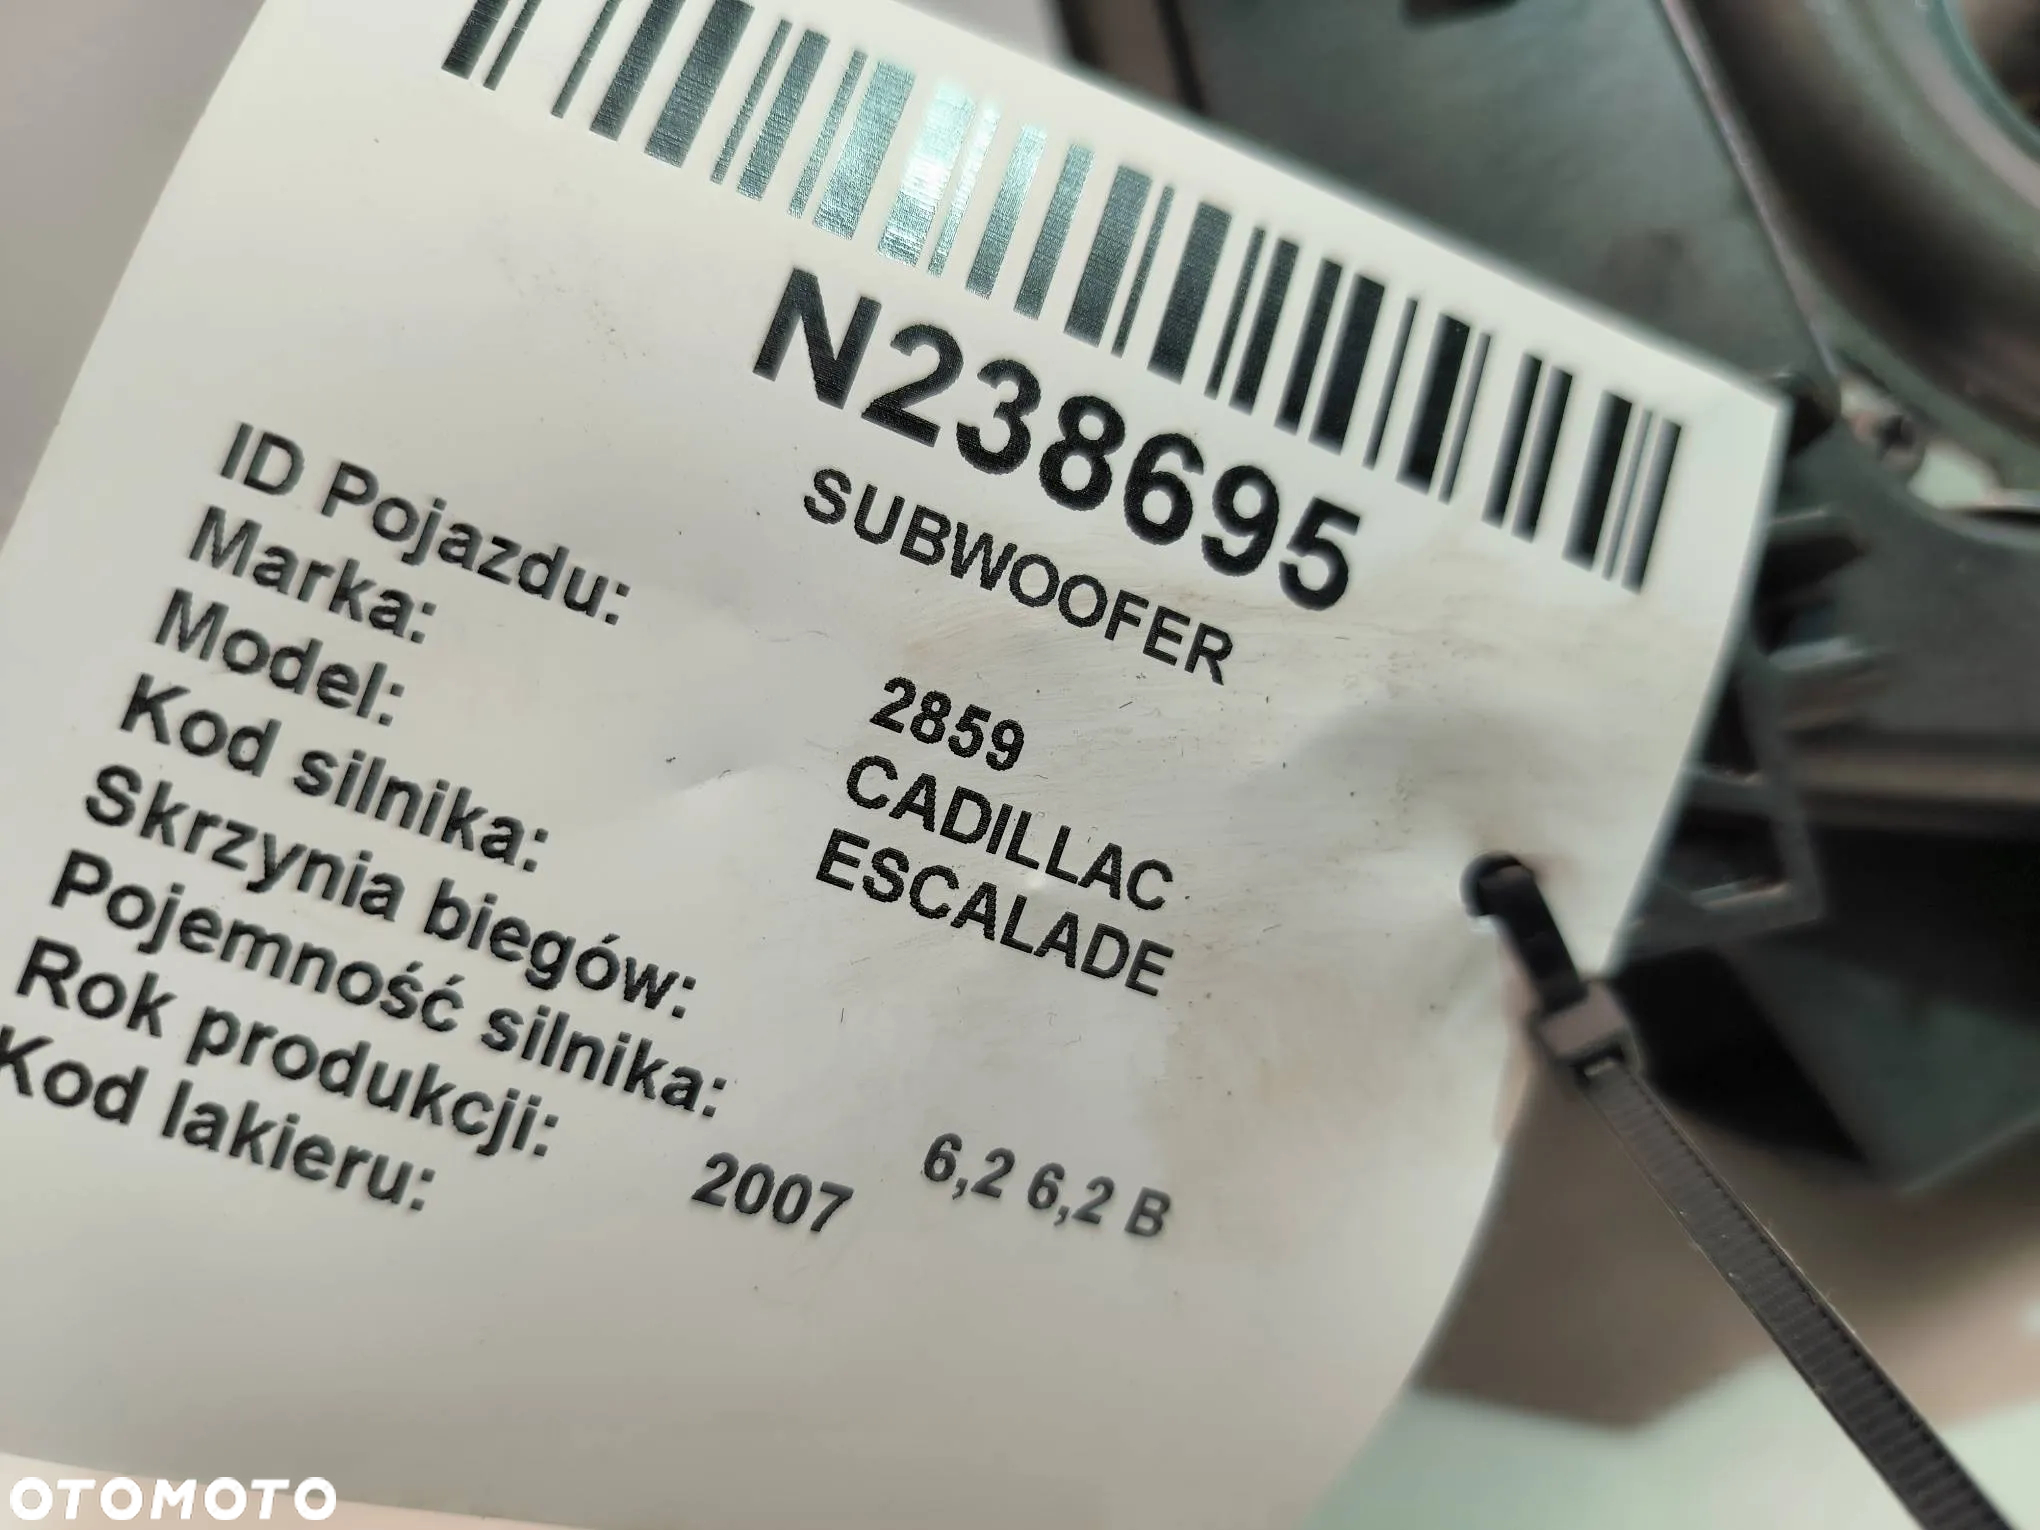 N238695
SUBWOOFER
ID Pojazdu: 2859
Marka: CADILLAC
Model: ESCALADE
Kod silnika:
Skrzynia biegów:
Pojemność silnika: 6,2 6,2 B
Rok produkcji: 2007
Kod lakieru:
OTOMOTO